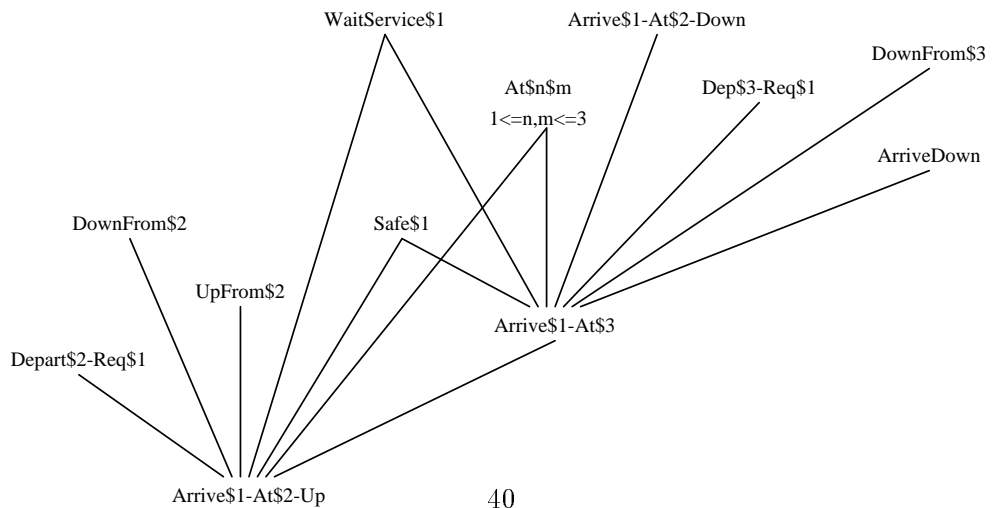 WaitService$1
Arrive$1-At$2-Down
DownFrom$3
At$n$m
Dep$3-Req$1
1<=n,m<=3
ArriveDown
DownFrom$2
Safe$1
UpFrom$2
Arrive$1-At$3
Depart$2-Req$1
Arrive$1-At$2-Up
40